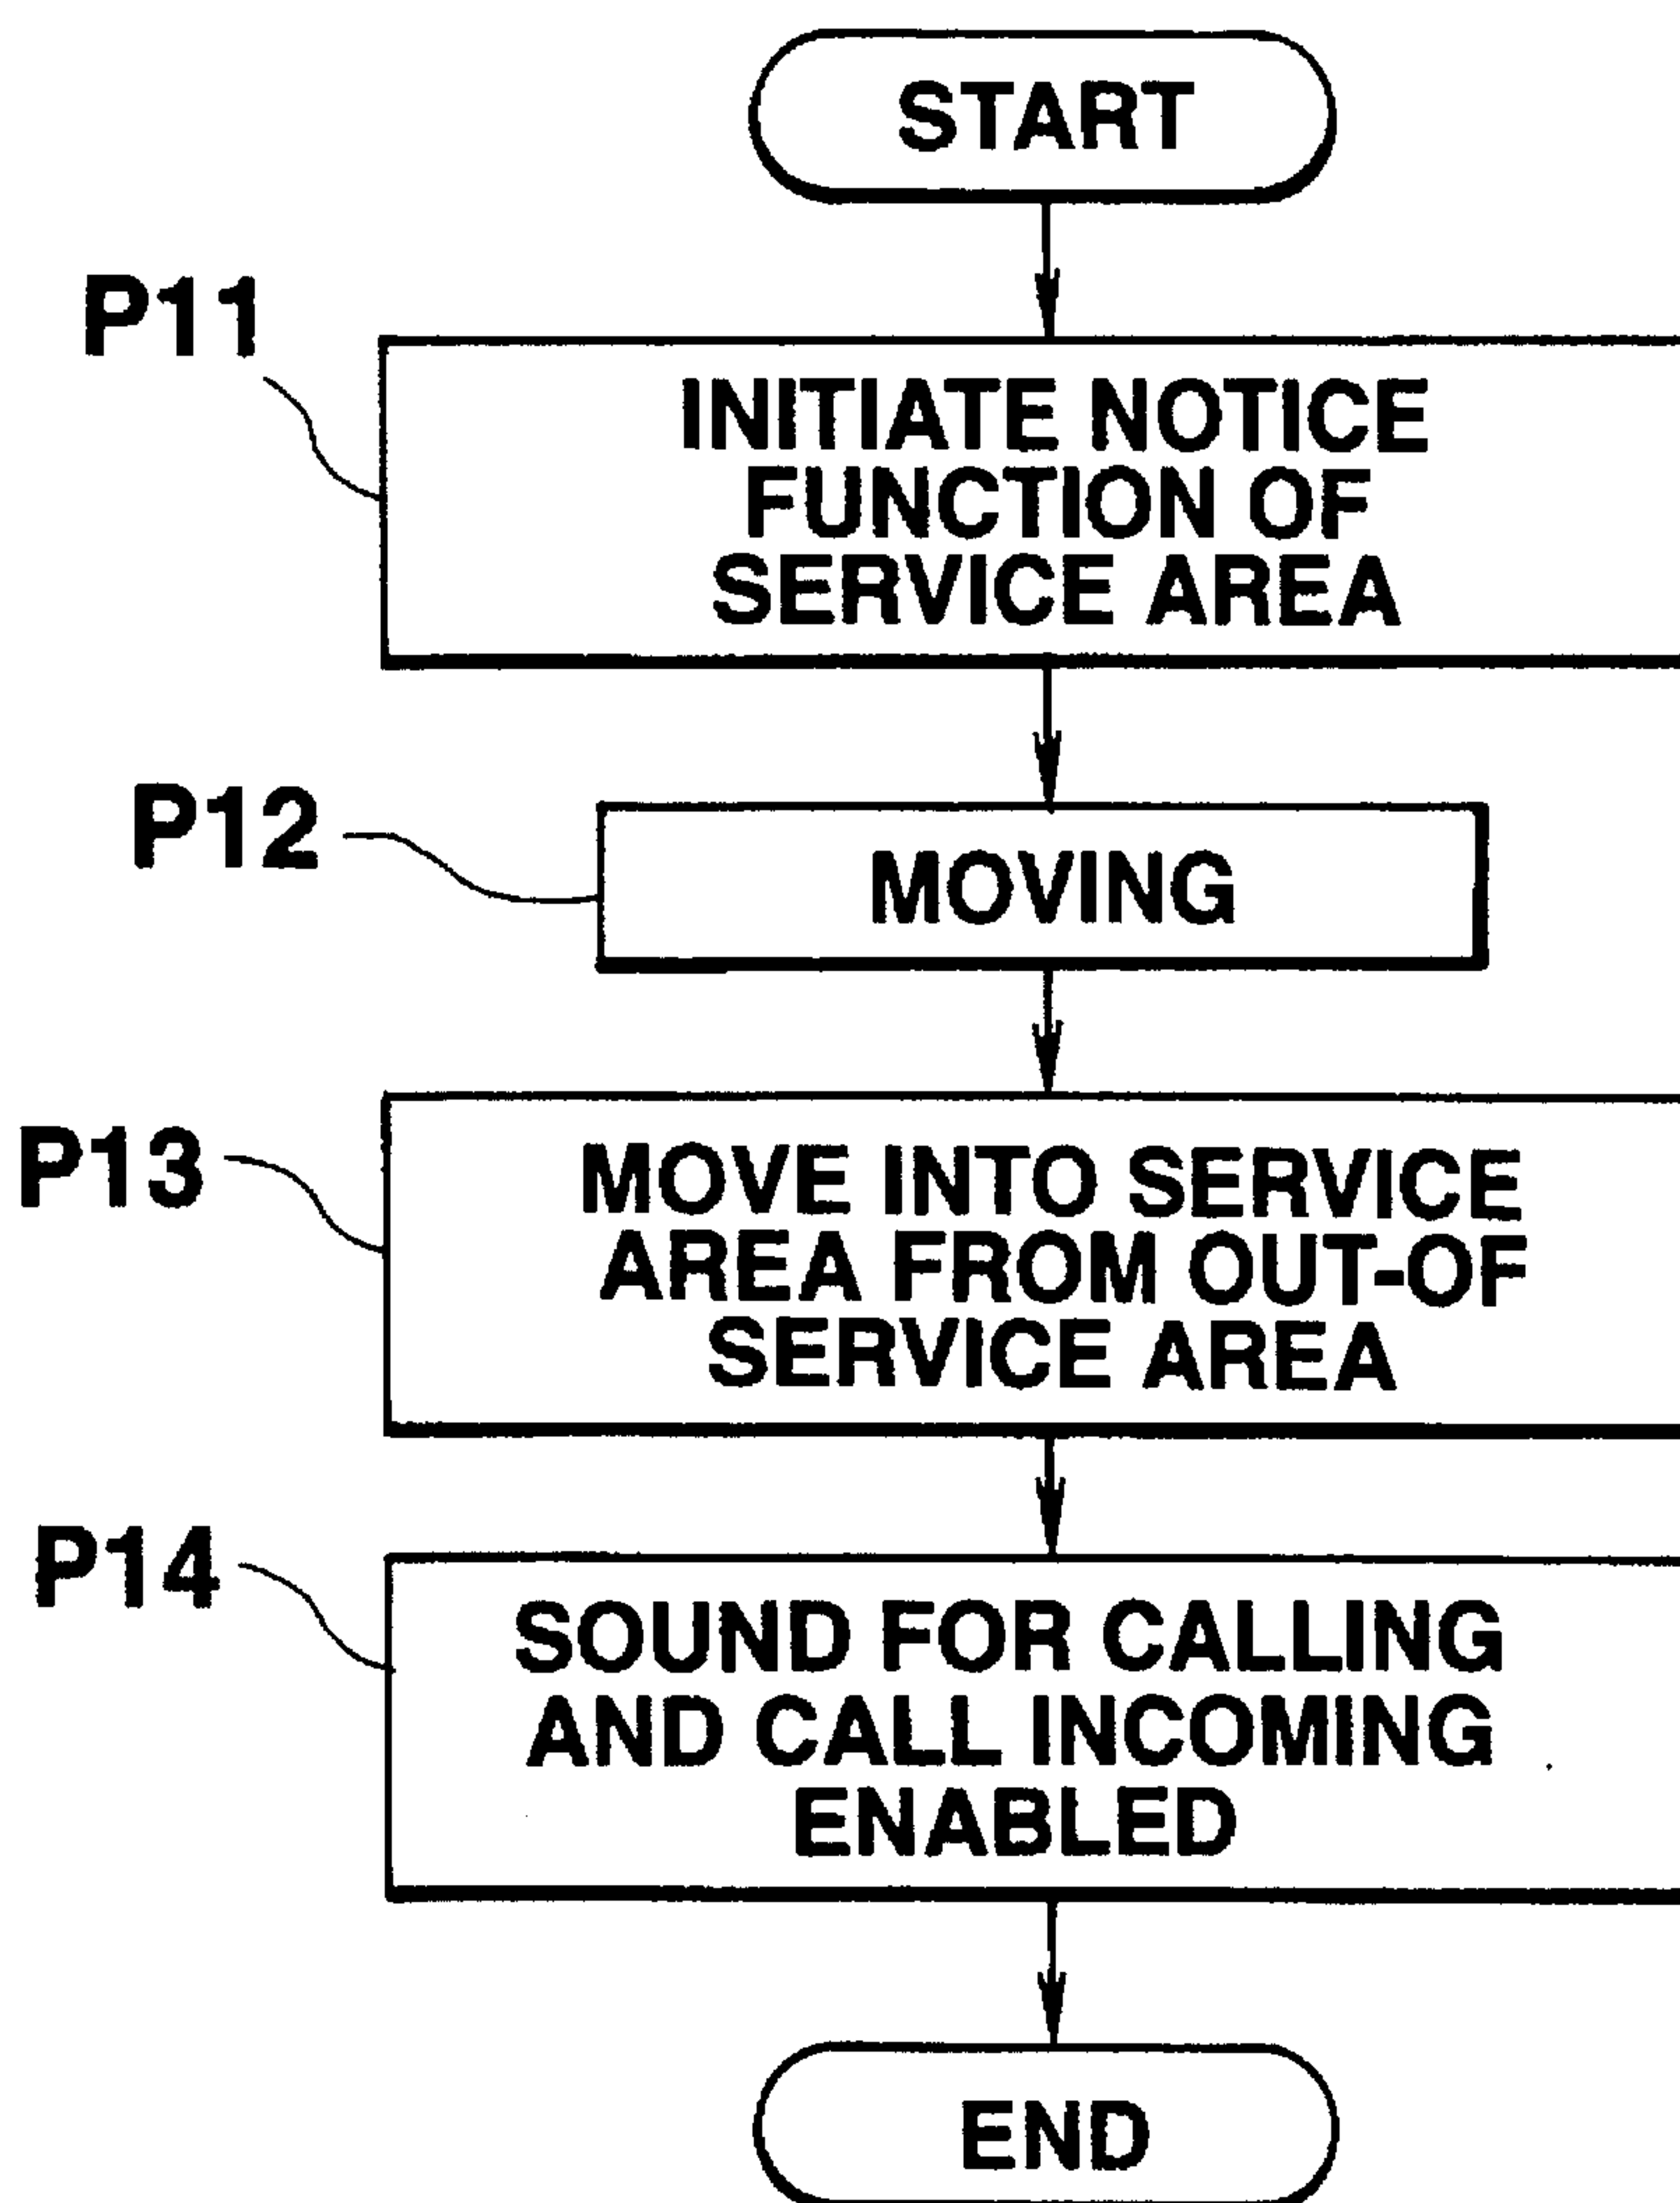 START
P11
INITIATE NOTICE
FUNCTION OF
SERVICE AREA
P12
MOVING
P13
MOVE INTO SERVICE
AREA FROM OUT-OF
SERVICE AREA
P14
SOUND FOR CALLING
AND CALL INCOMING
ENABLED
END